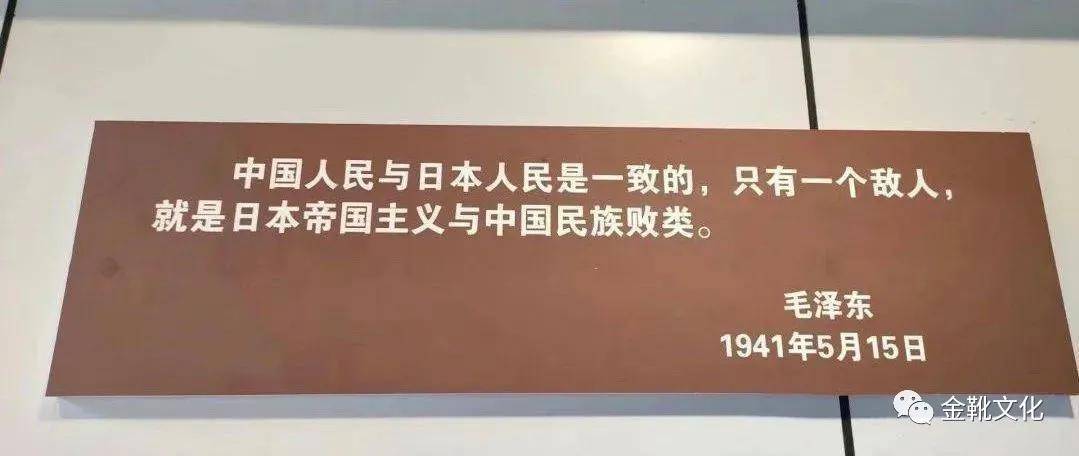 中国人民与日本人民是一致的，只有一个敌人，
就是日本帝国主义与中国民族败类。
毛泽东
1941年5月15日
金靴文化